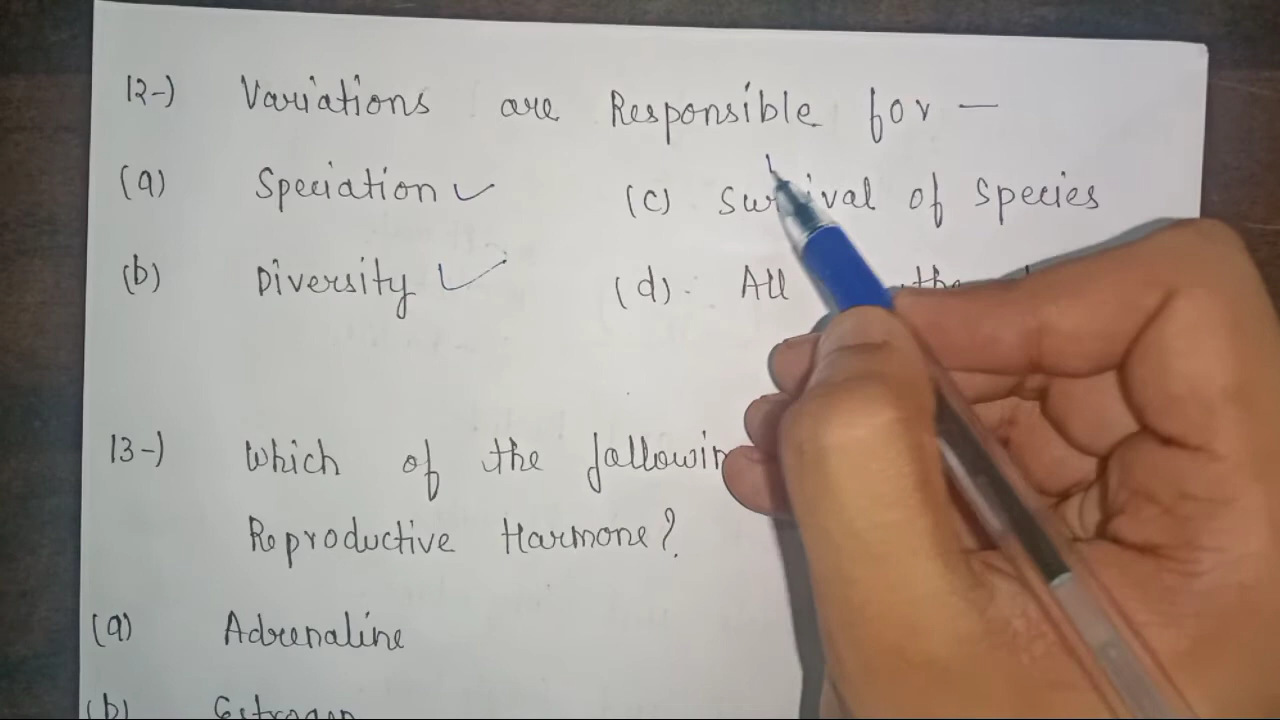 12-) Variations are Responsible for —
(a) Speciation (c) Survival of Species
(b) Diversity (d). All
13-) Which of the
Reproductive Harmone?
(a) Adrenaline
(b)